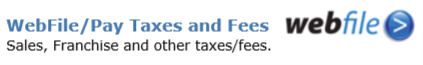 WebFile/Pay Taxes and Fees webfile
Sales, Franchise and other taxes/fees.